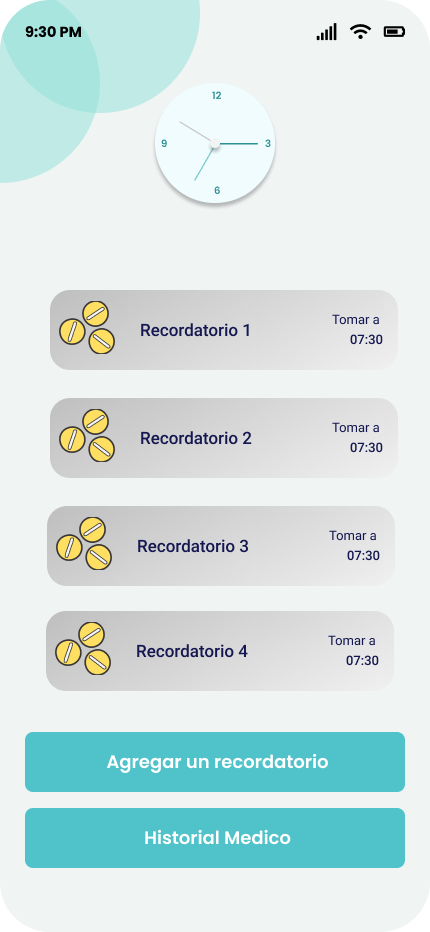 9:30 PM
12
9
3
6
Recordatorio 1
Tomar a
07:30
Recordatorio 2
Tomar a
07:30
Recordatorio 3
Tomar a
07:30
Recordatorio 4
Tomar a
07:30
Agregar un recordatorio
Historial Medico